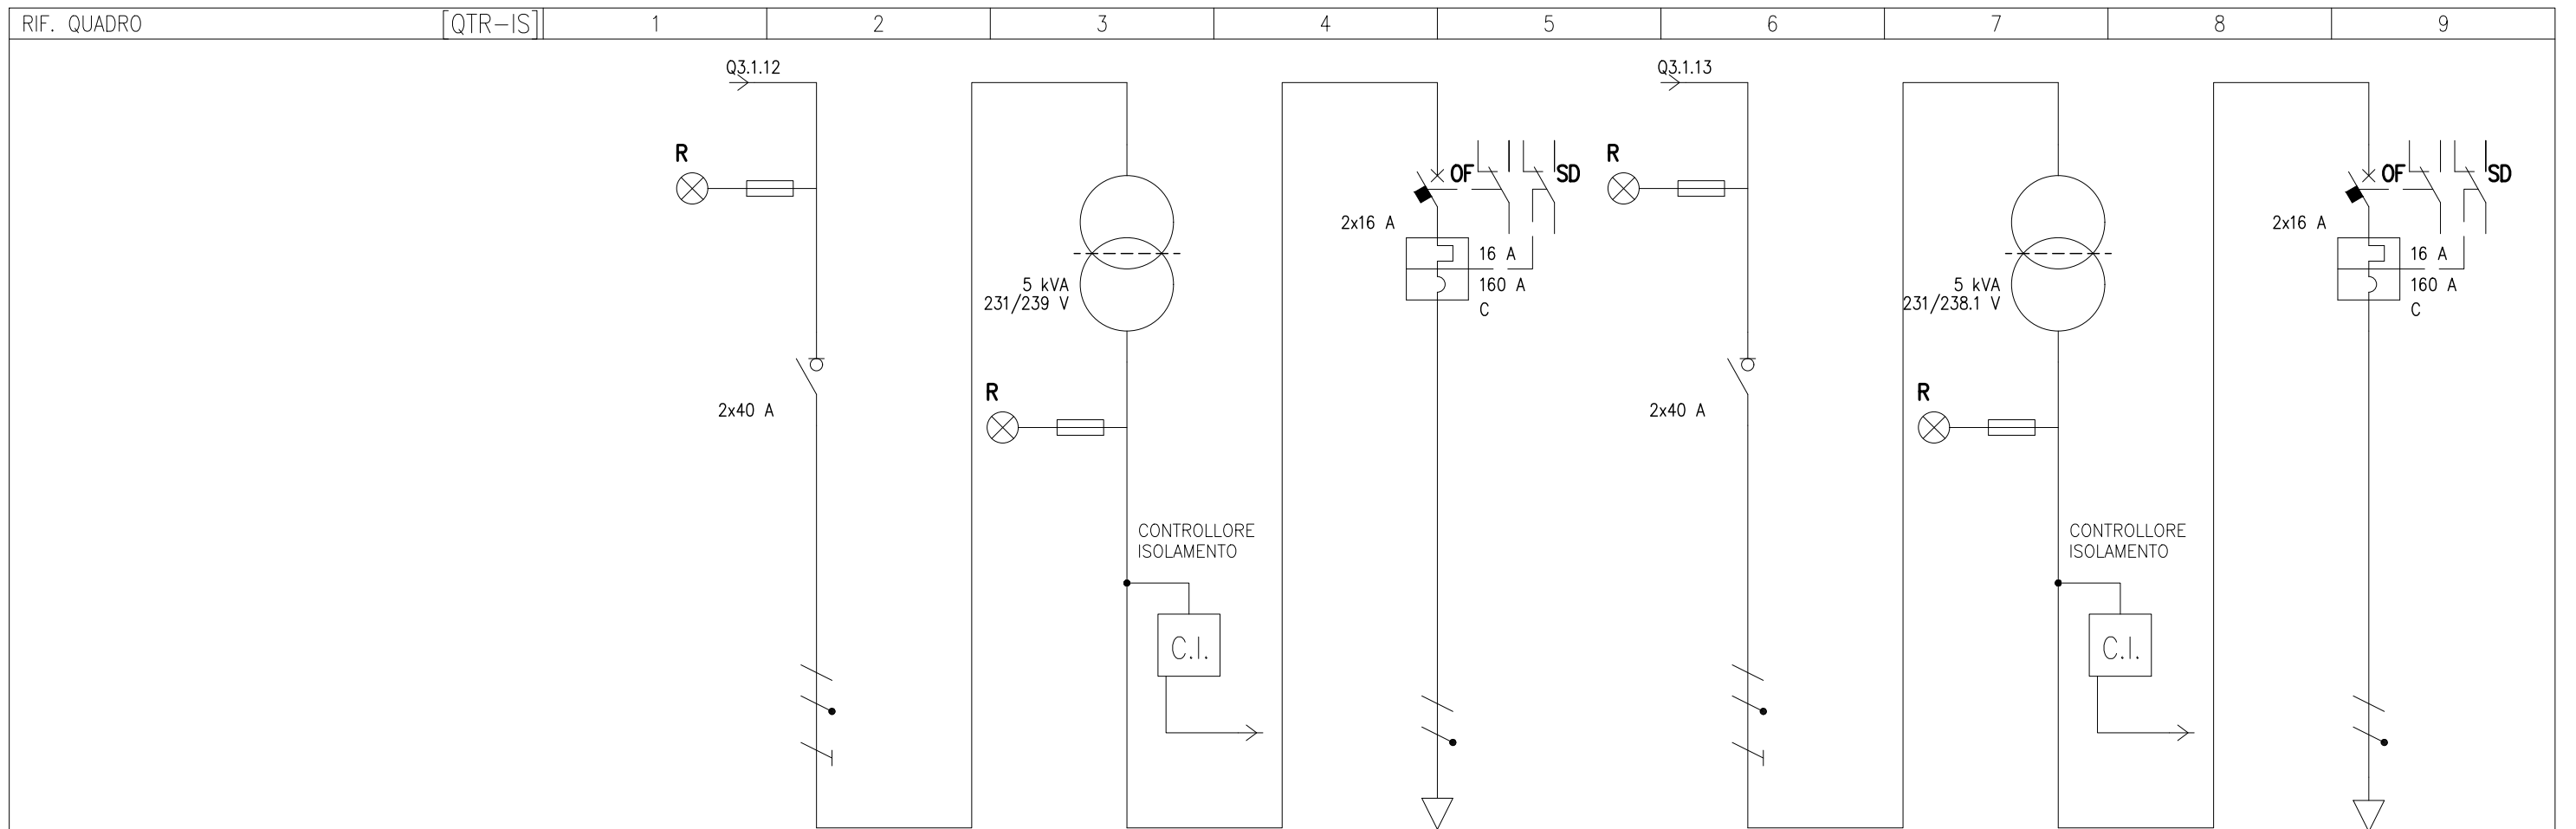 RIF. QUADRO [QTR-IS] 1 2 3 4 5 6 7 8 9
Q3.1.12
Q3.1.13
R
OF SD
R
OF SD
2x16 A
2x16 A
16 A
16 A
5 kVA
160 A
5 kVA
160 A
231/239 V
231/238.1 V
C
C
R
R
2x40 A
2x40 A
CONTROLLORE
ISOLAMENTO
CONTROLLORE
ISOLAMENTO
C.I.
C.I.